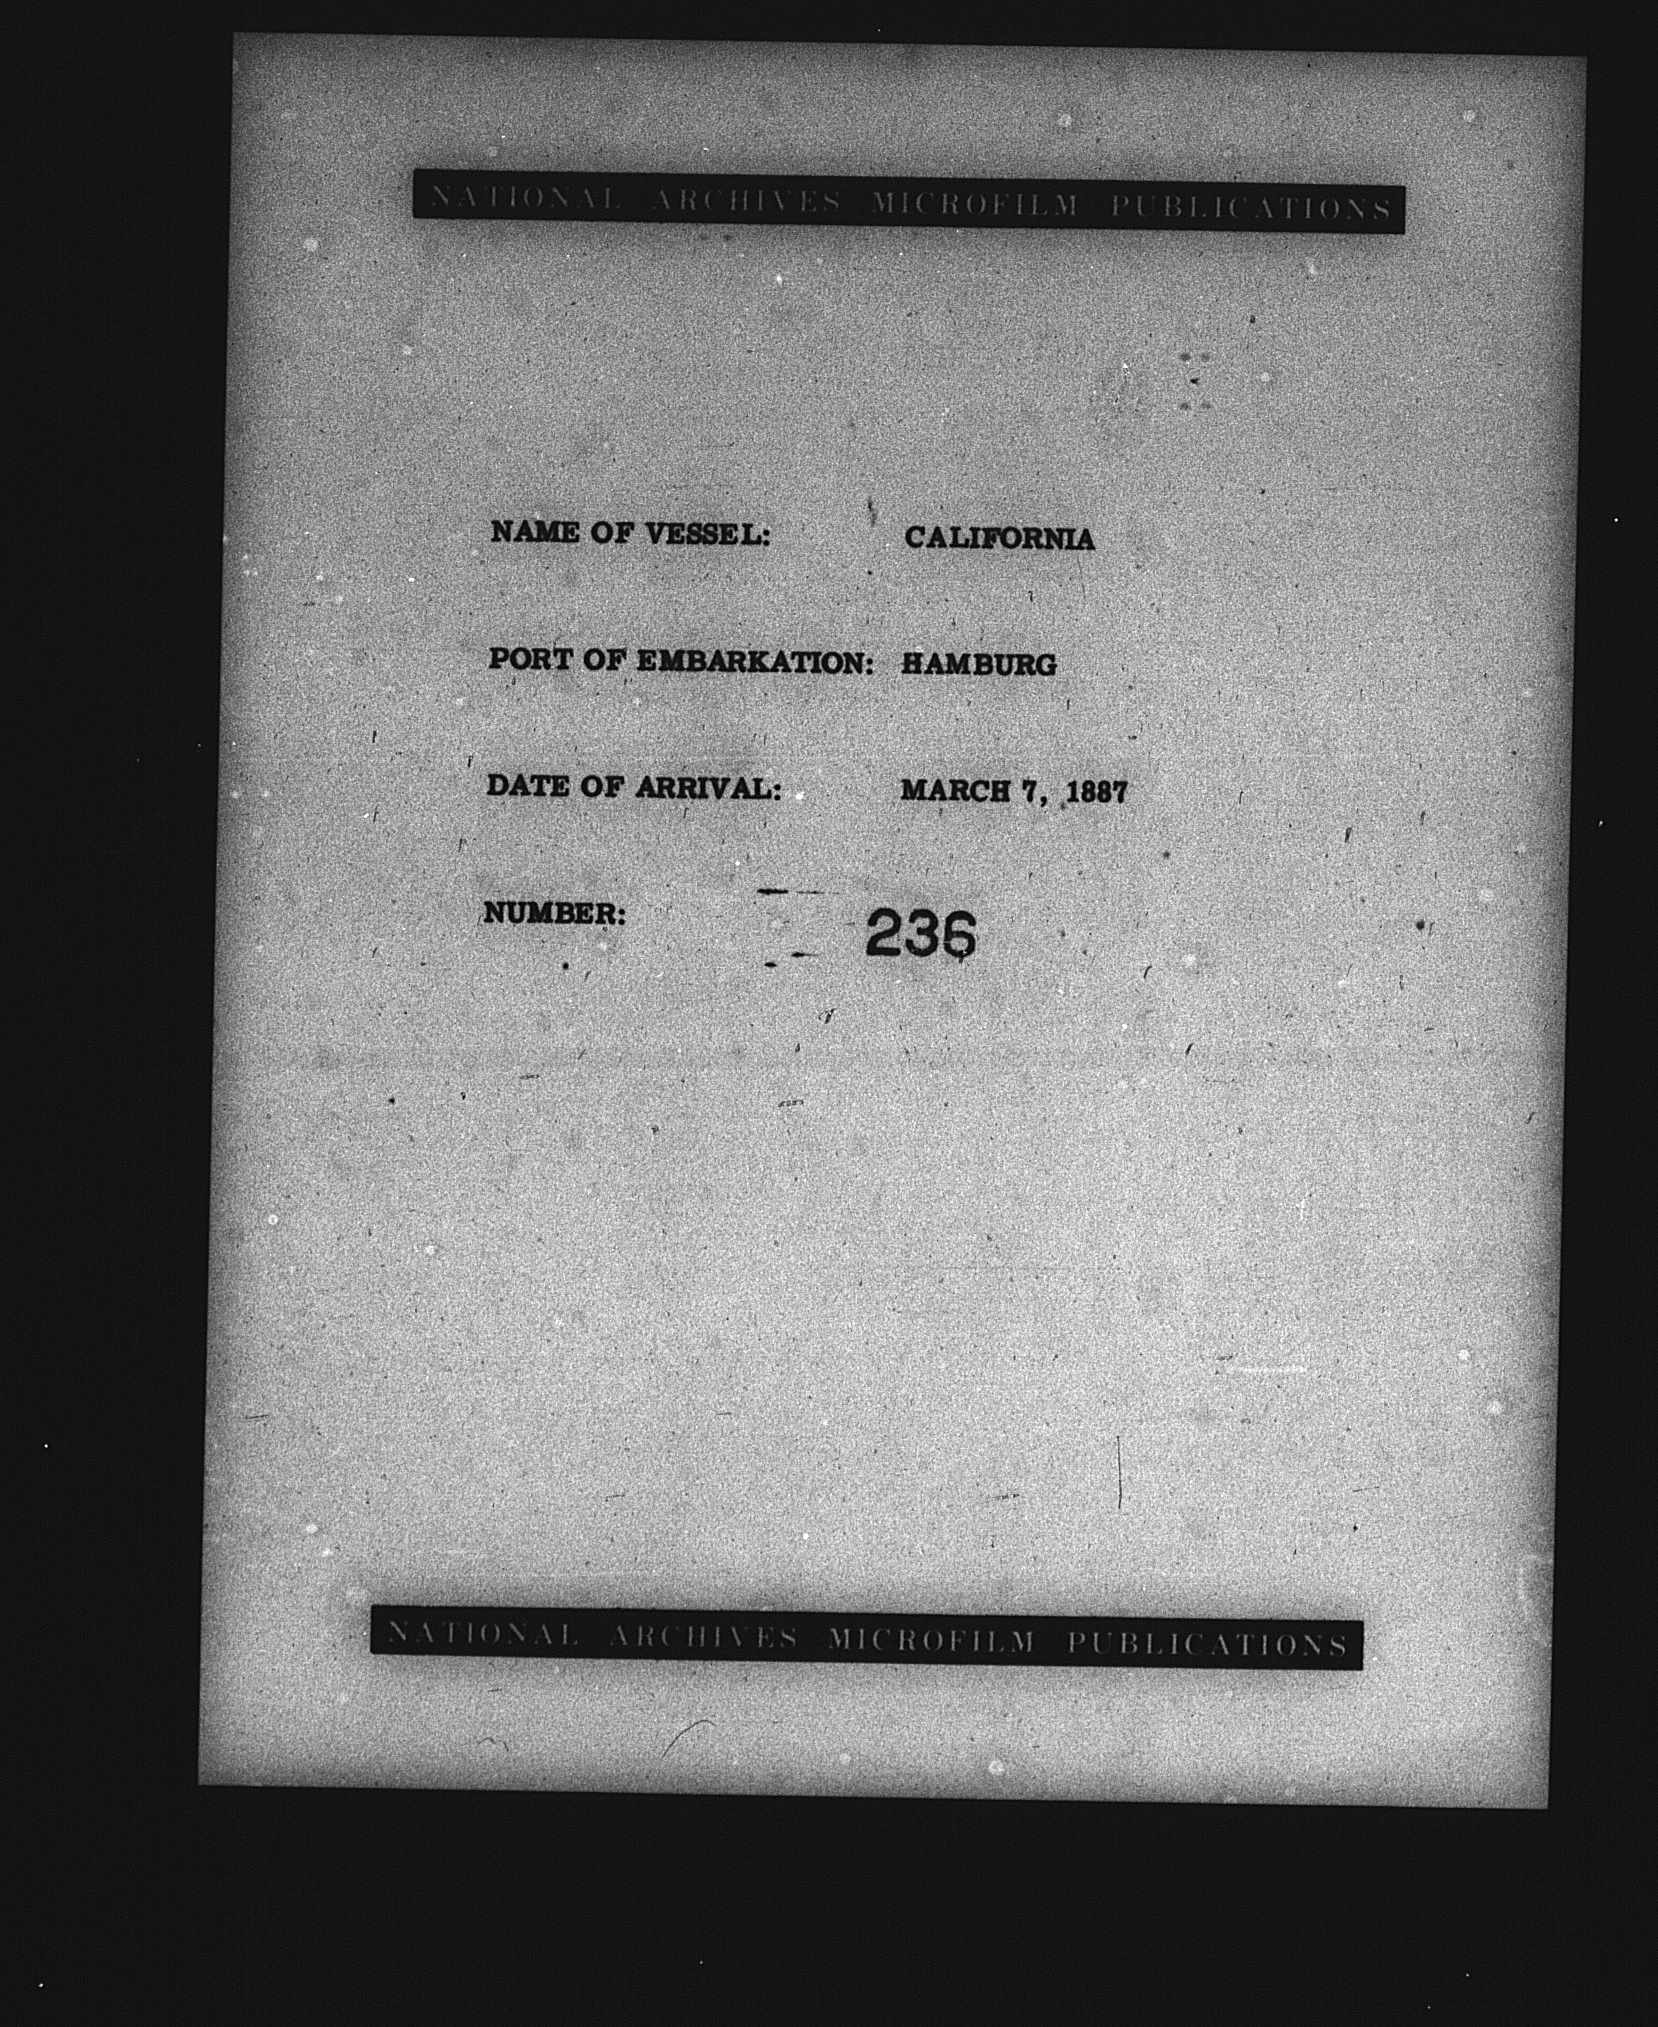 NATIONAL ARCHIVES MICROFILM PUBLICATIONS
NAME OF VESSEL: CALIFORNIA
PORT OF EMBARKATION: HAMBURG
DATE OF ARRIVAL: MARCH 7, 1887
NUMBER: 236
NATIONAL ARCHIVES MICROFILM PUBLICATIONS